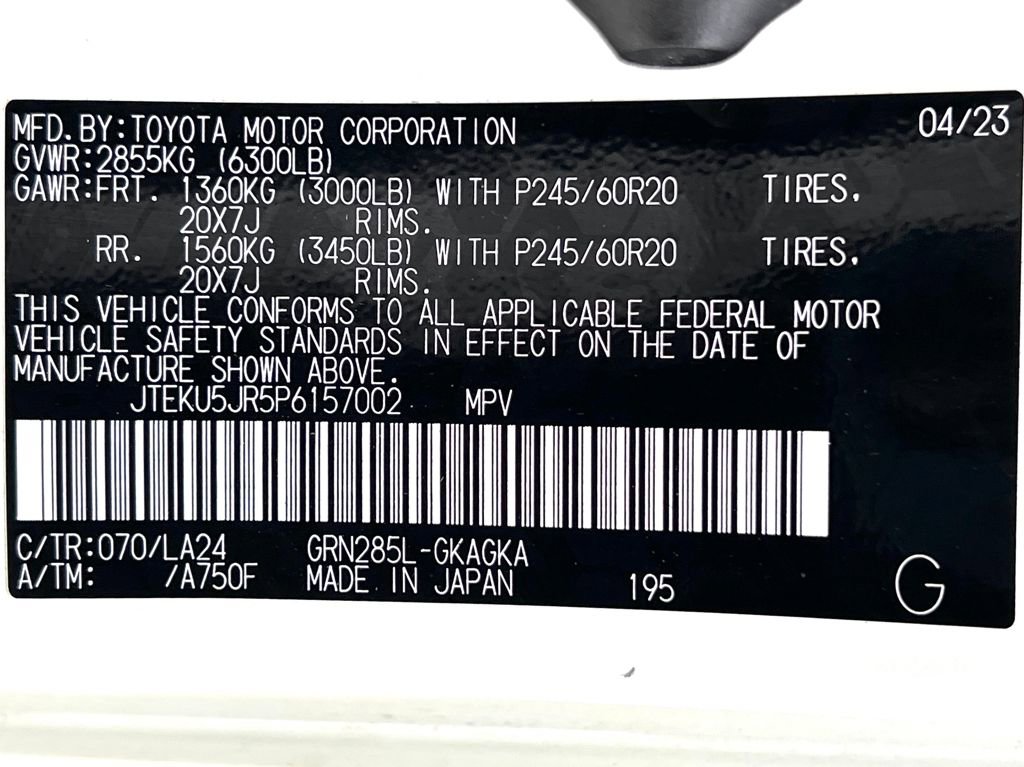 04/23
MFD.BY:TOYOTA MOTOR CORPORATION
GVWR:2855KG (6300LB)
GAWR:FRT. 1360KG (3000LB) WITH P245/60R20 TIRES.
20X7J RIMS.
RR. 1560KG (3450LB) WITH P245/60R20 TIRES.
20X7J RIMS.
THIS VEHICLE CONFORMS TO ALL APPLICABLE FEDERAL MOTOR
VEHICLE SAFETY STANDARDS IN EFFECT ON THE DATE OF
MANUFACTURE SHOWN ABOVE.
JTEKU5JR5P6157002 MPV
C/TR:070/LA24 GRN285L-GKAGKA
A/TM: /A750F MADE IN JAPAN 195 G